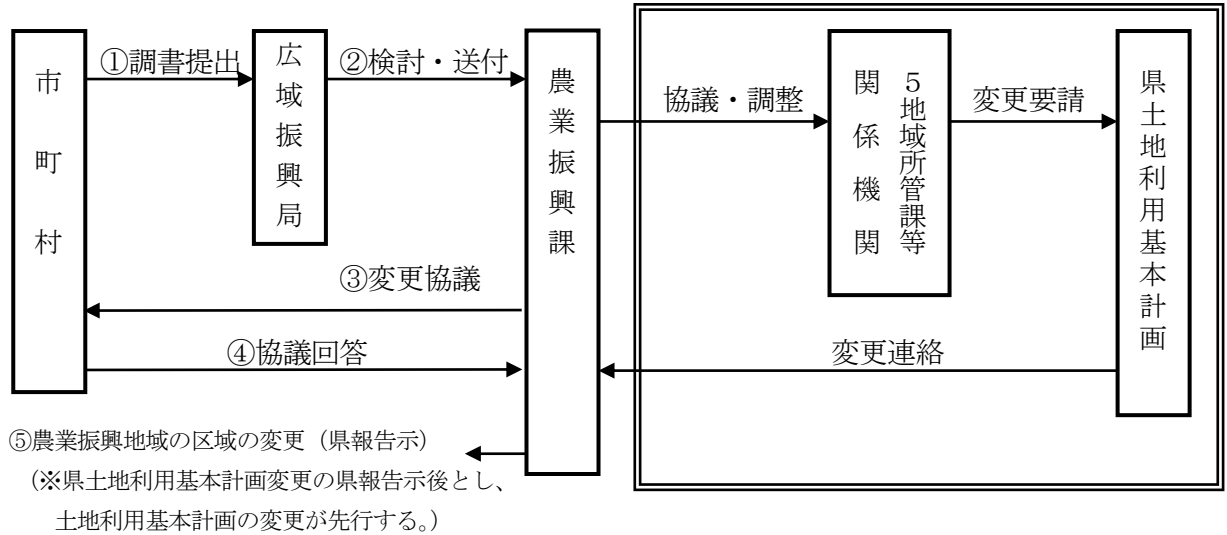 市町村
①調書提出
広域振興局
②検討・送付
農業振興課
協議・調整
関係機関
５地域所管課等
変更要請
県土地利用基本計画
③変更協議
④協議回答
変更連絡
⑤農業振興地域の区域の変更（県報告示）
（※県土地利用基本計画変更の県報告示後とし、
土地利用基本計画の変更が先行する。）